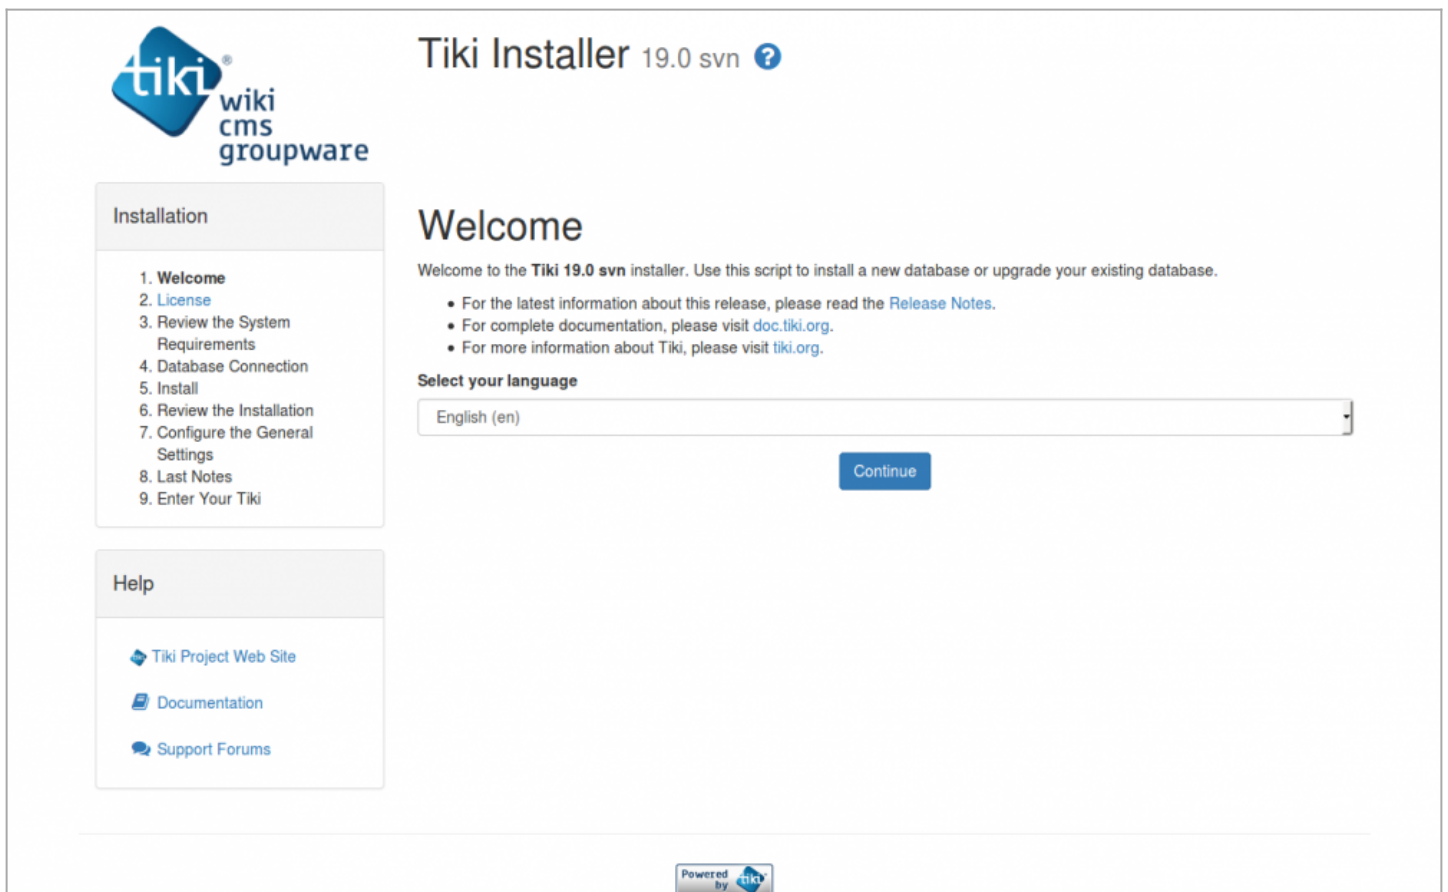 tiki®
wiki
cms
groupware
Tiki Installer 19.0 svn ?
Installation
1. Welcome
2. License
3. Review the System
Requirements
4. Database Connection
5. Install
6. Review the Installation
7. Configure the General
Settings
8. Last Notes
9. Enter Your Tiki
Help
Tiki Project Web Site
Documentation
Support Forums
Welcome
Welcome to the Tiki 19.0 svn installer. Use this script to install a new database or upgrade your existing database.
• For the latest information about this release, please read the Release Notes.
• For complete documentation, please visit doc.tiki.org.
• For more information about Tiki, please visit tiki.org.
Select your language
English (en)
Continue
Powered
by tiki